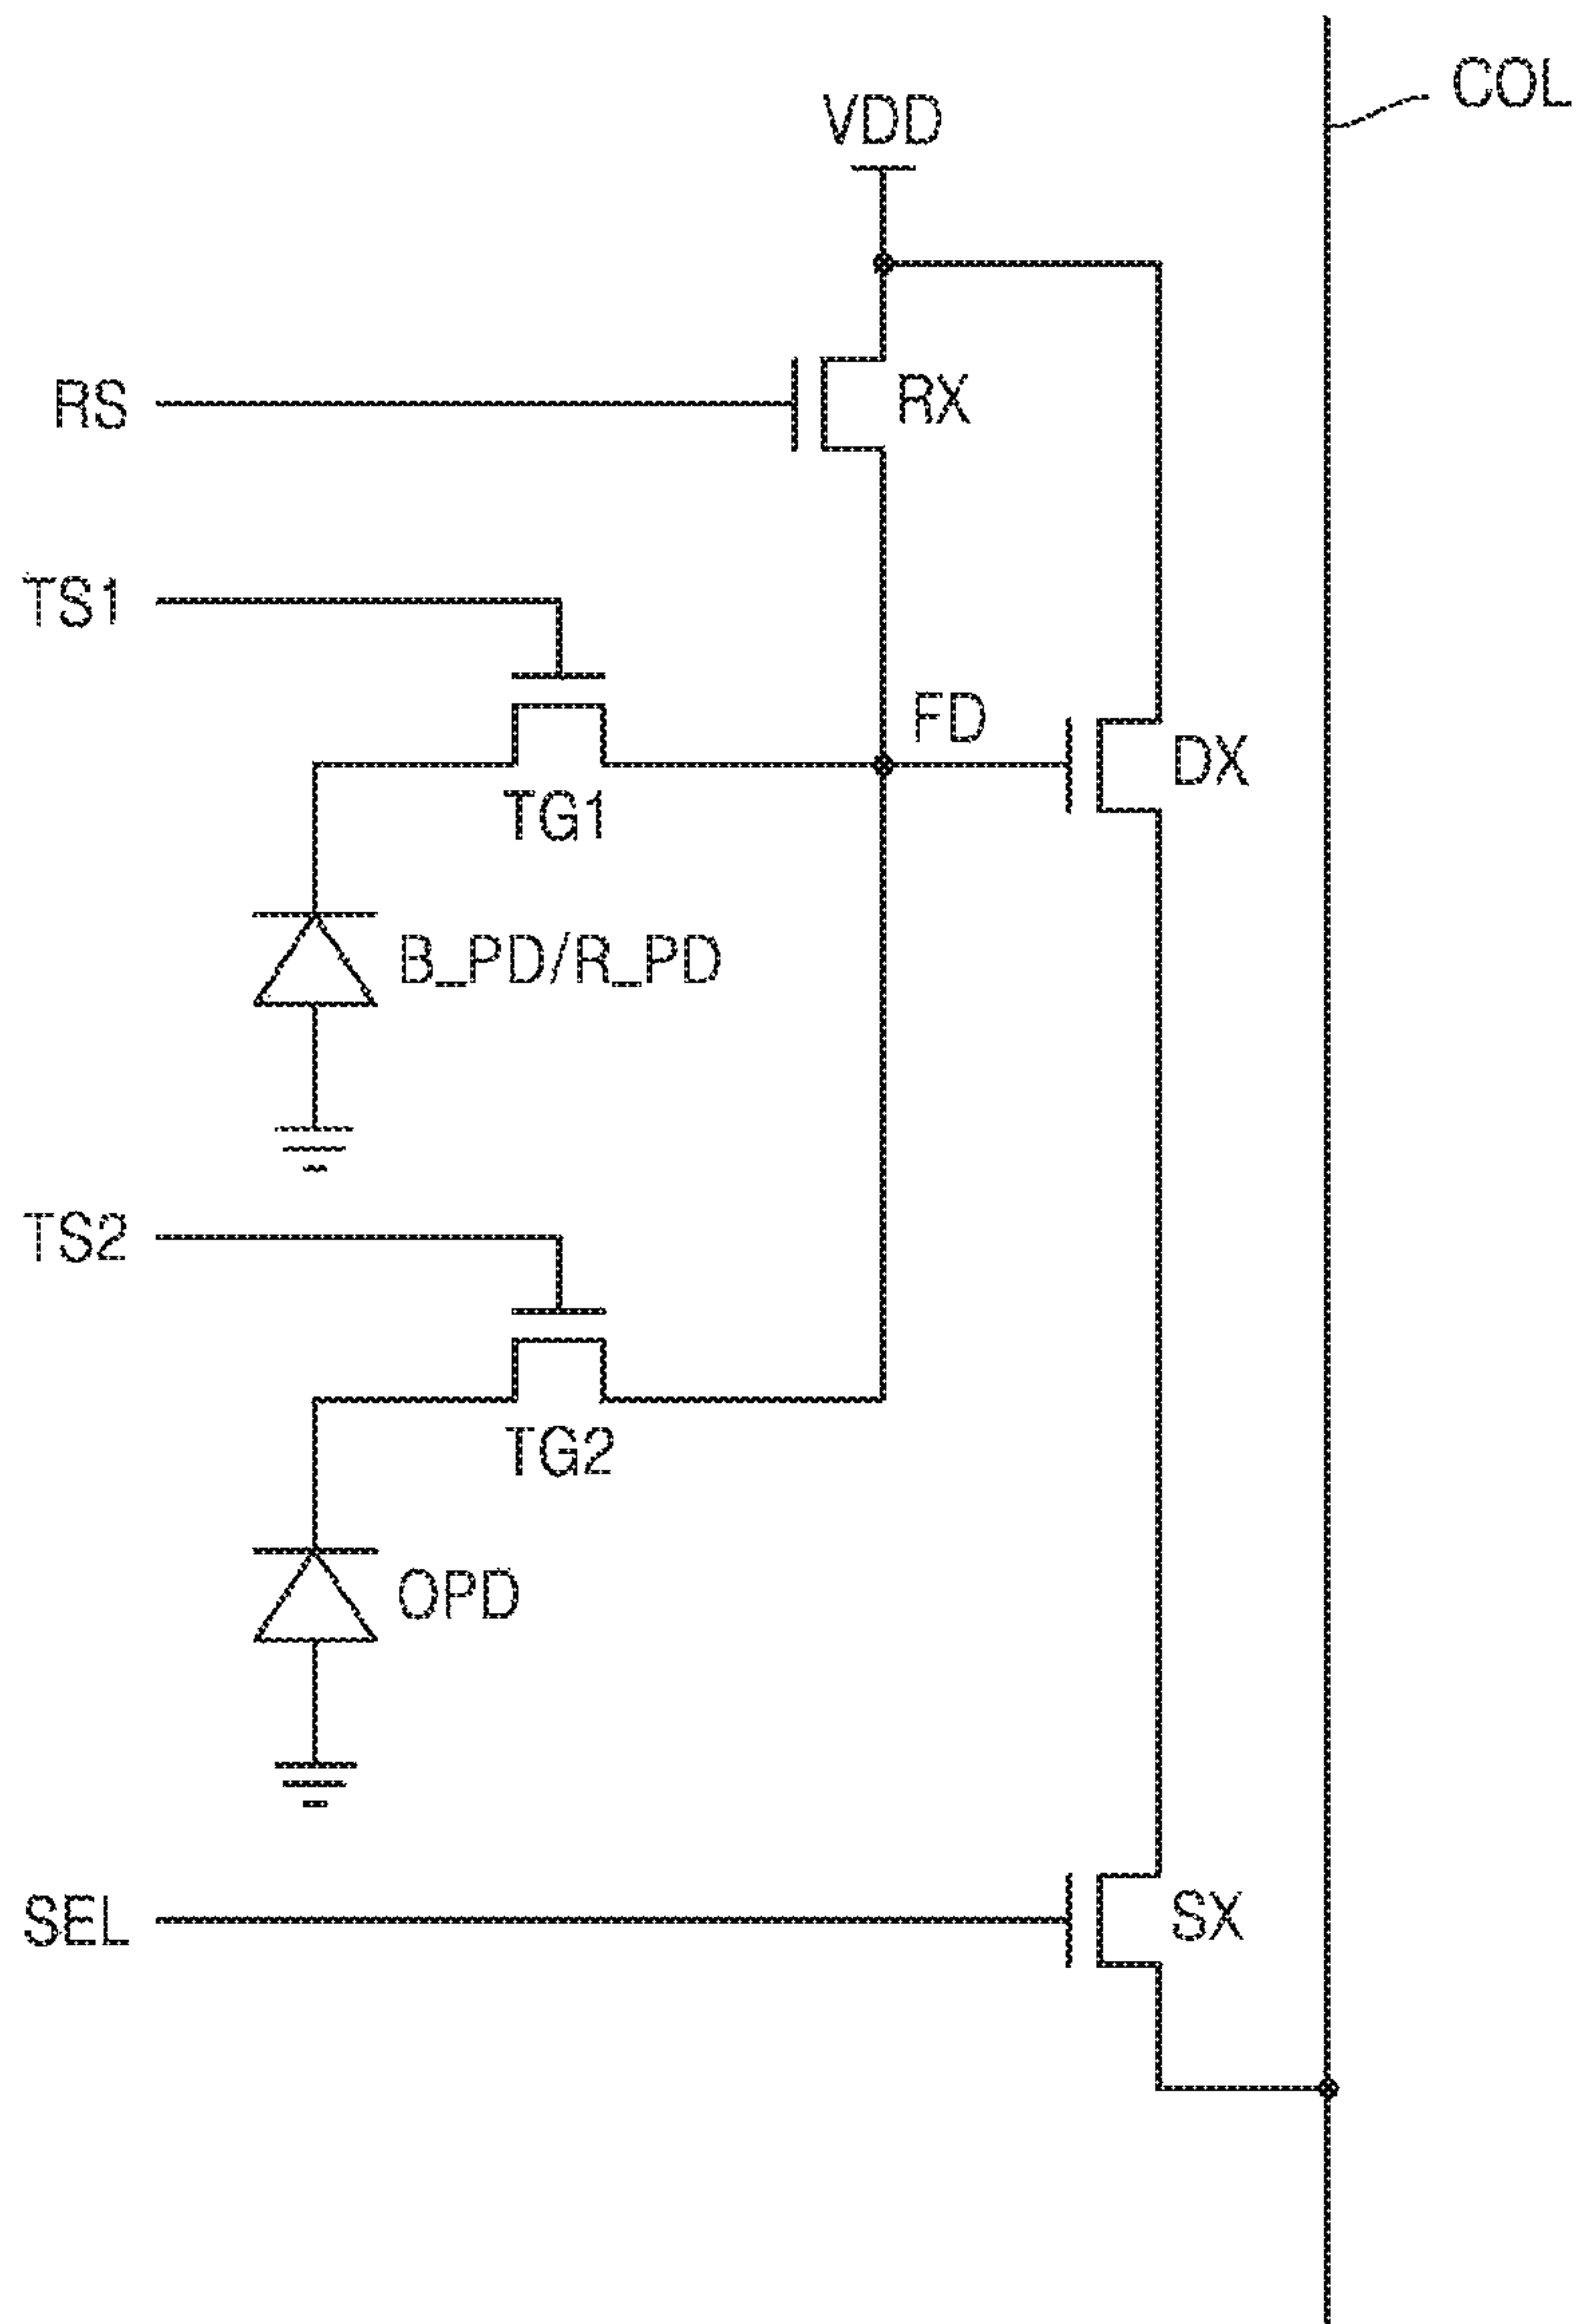 COL
VDD
RS
RX
TS1
FD
DX
TG1
B_PD/R_PD
TS2
TG2
OPD
SEL
SX